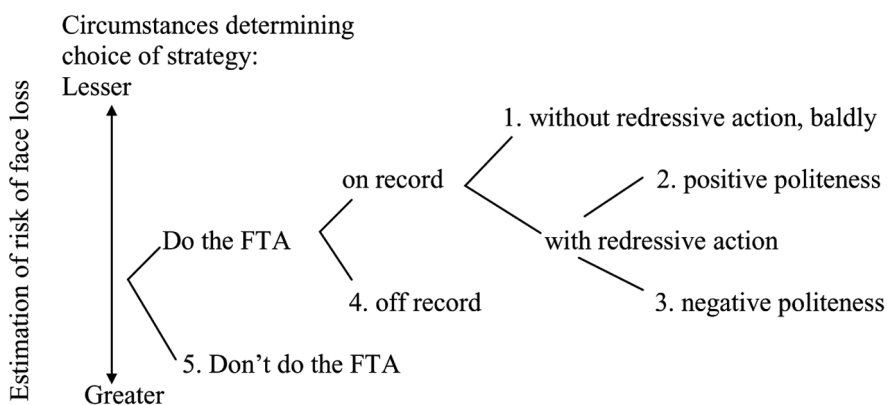 Circumstances determining
choice of strategy:
Lesser
Estimation of risk of face loss
1. without redressive action, baldly
on record
2. positive politeness
Do the FTA
with redressive action
4. off record
3. negative politeness
5. Don’t do the FTA
Greater